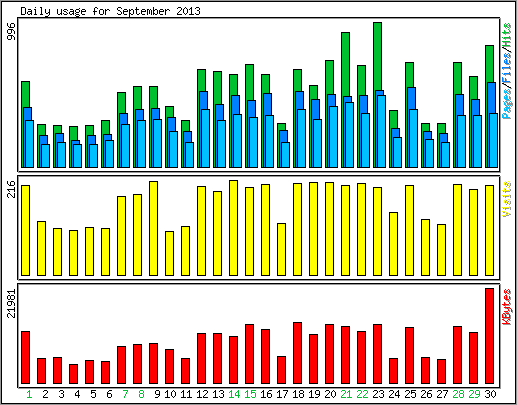 Daily usage for September 2013
996
Pages/Files/Hits
216
Visits
21981
KBytes
1 2 3 4 5 6 7 8 9 10 11 12 13 14 15 16 17 18 19 20 21 22 23 24 25 26 27 28 29 30